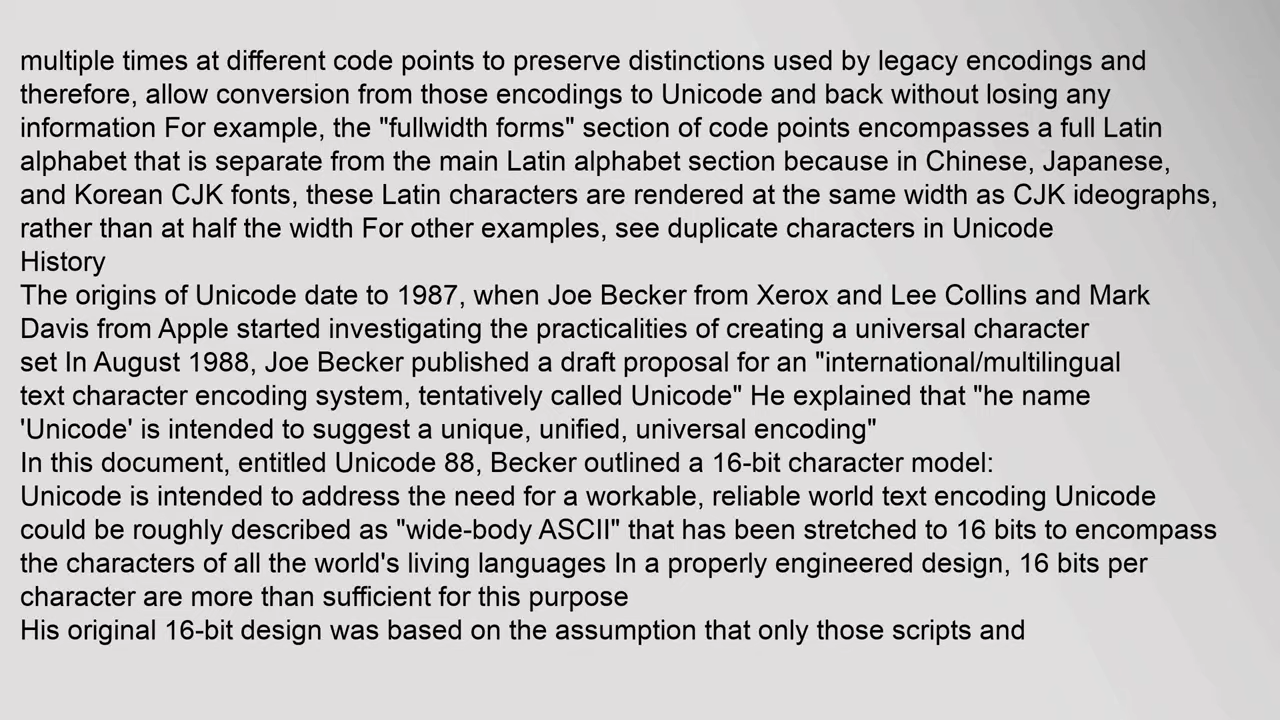 multiple times at different code points to preserve distinctions used by legacy encodings and
therefore, allow conversion from those encodings to Unicode and back without losing any
information For example, the "fullwidth forms" section of code points encompasses a full Latin
alphabet that is separate from the main Latin alphabet section because in Chinese, Japanese,
and Korean CJK fonts, these Latin characters are rendered at the same width as CJK ideographs,
rather than at half the width For other examples, see duplicate characters in Unicode
History
The origins of Unicode date to 1987, when Joe Becker from Xerox and Lee Collins and Mark
Davis from Apple started investigating the practicalities of creating a universal character
set In August 1988, Joe Becker published a draft proposal for an "international/multilingual
text character encoding system, tentatively called Unicode" He explained that "he name
'Unicode' is intended to suggest a unique, unified, universal encoding"
In this document, entitled Unicode 88, Becker outlined a 16-bit character model:
Unicode is intended to address the need for a workable, reliable world text encoding Unicode
could be roughly described as "wide-body ASCII" that has been stretched to 16 bits to encompass
the characters of all the world's living languages In a properly engineered design, 16 bits per
character are more than sufficient for this purpose
His original 16-bit design was based on the assumption that only those scripts and